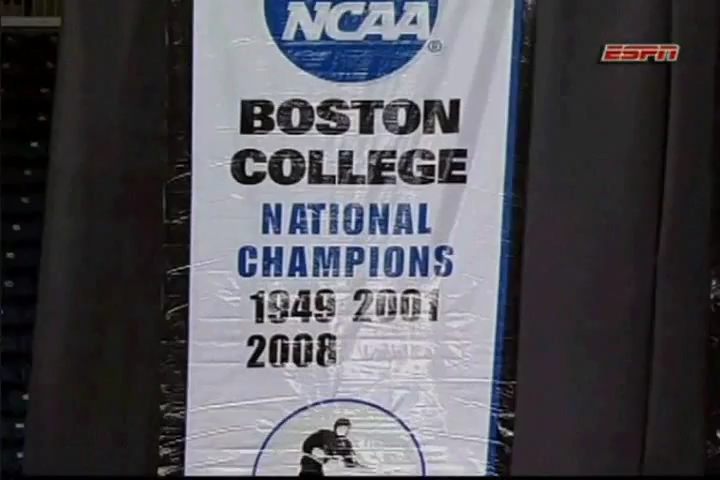 NCAA®
ESPN
BOSTON
COLLEGE
NATIONAL
CHAMPIONS
1949 2001
2008